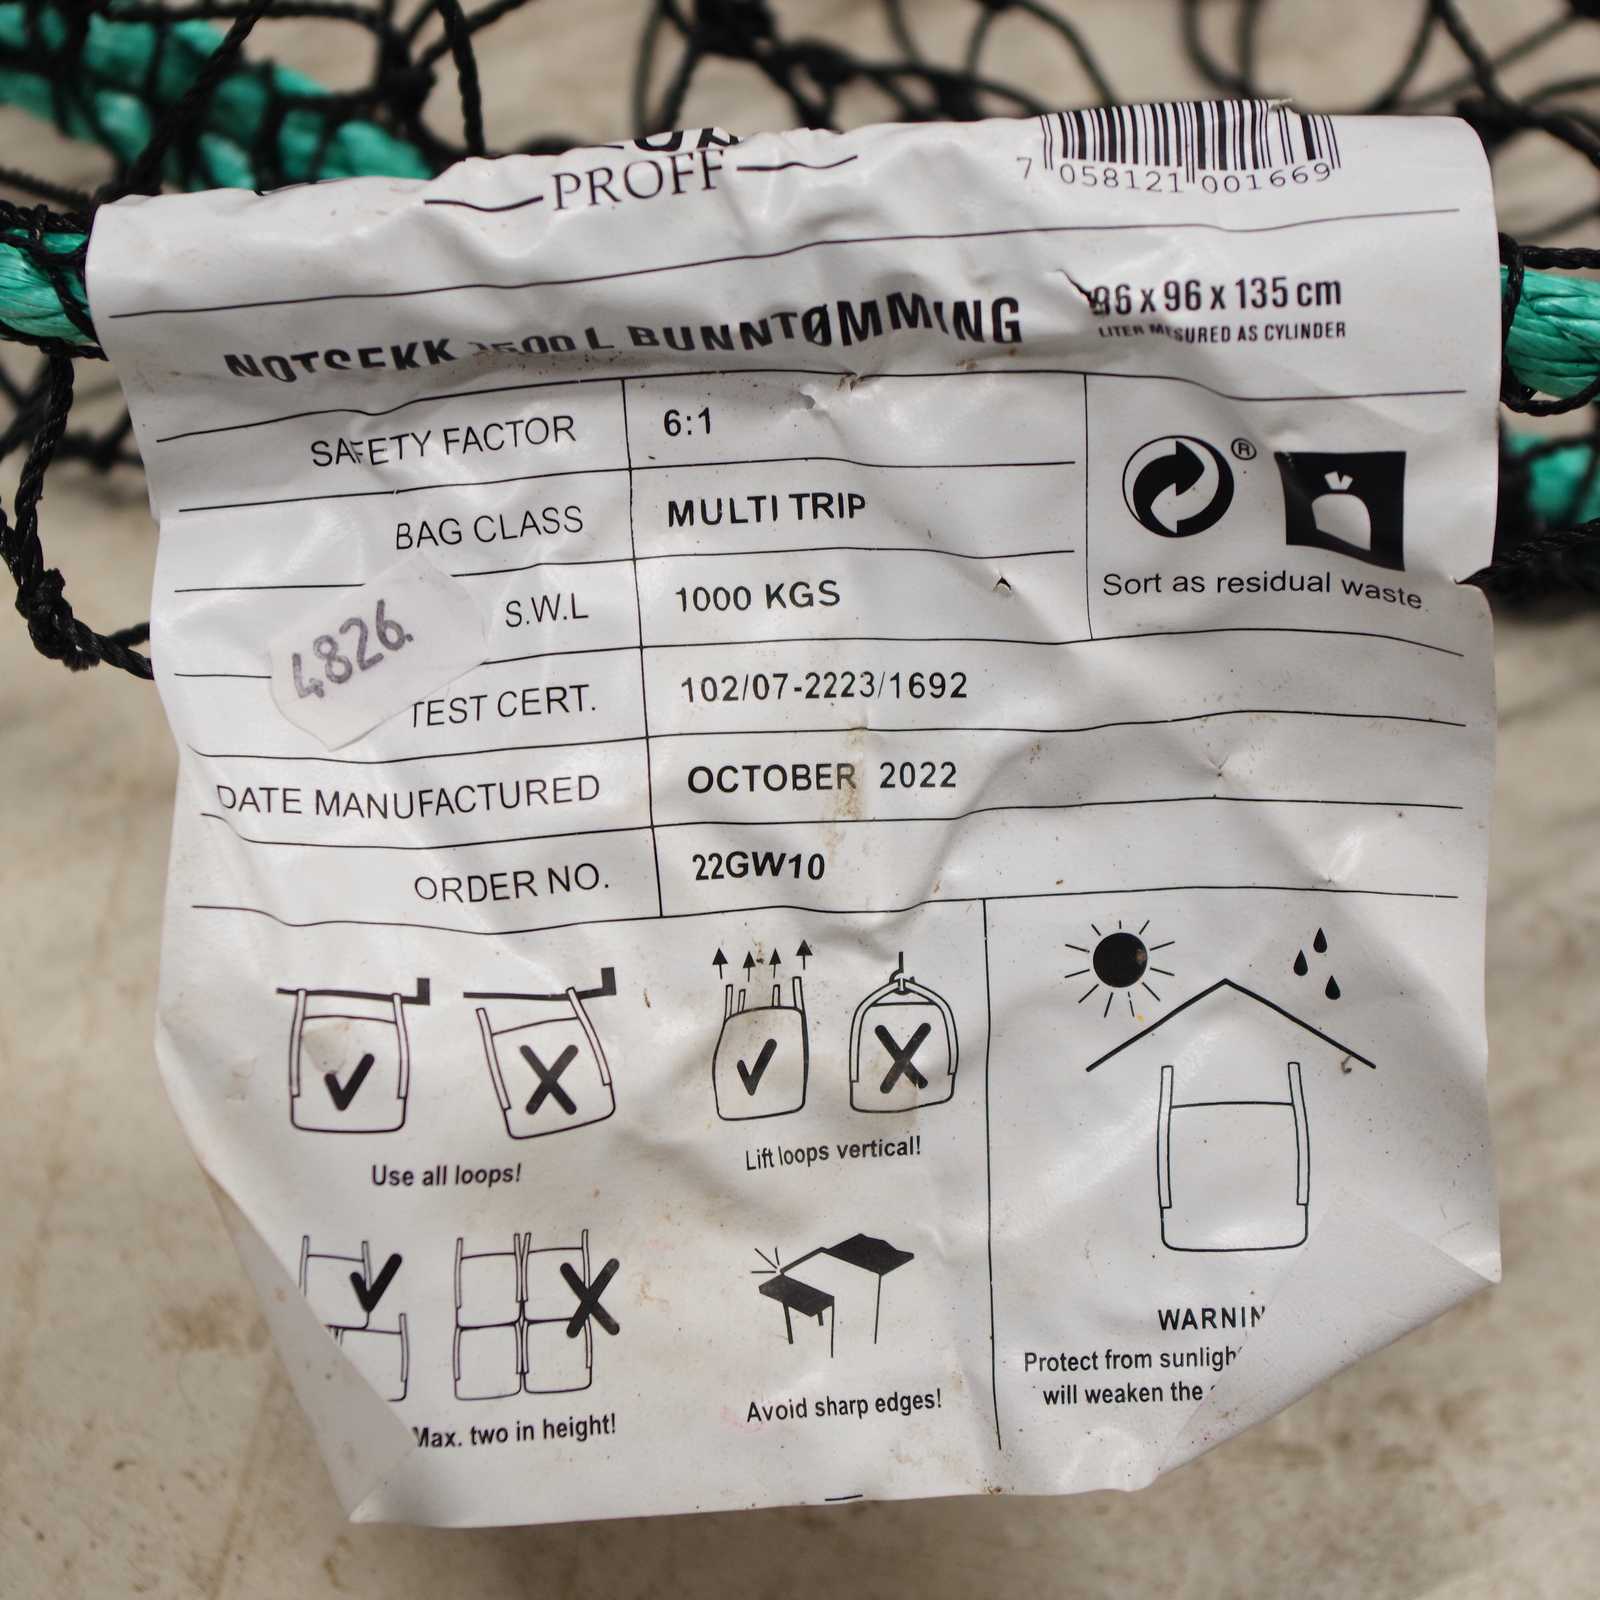 PROFF
7 058121 001669
NOTSEKK 1500 L BUNNTØMMING
96 x 96 x 135 cm
LITER MESURED AS CYLINDER
SAFETY FACTOR 6:1
BAG CLASS MULTI TRIP
S.W.L 1000 KGS
4826.
TEST CERT. 102/07-2223/1692
DATE MANUFACTURED OCTOBER 2022
ORDER NO. 22GW10
®
Sort as residual waste
Use all loops!
Lift loops vertical!
Max. two in height!
Avoid sharp edges!
WARNIN
Protect from sunligh
will weaken the